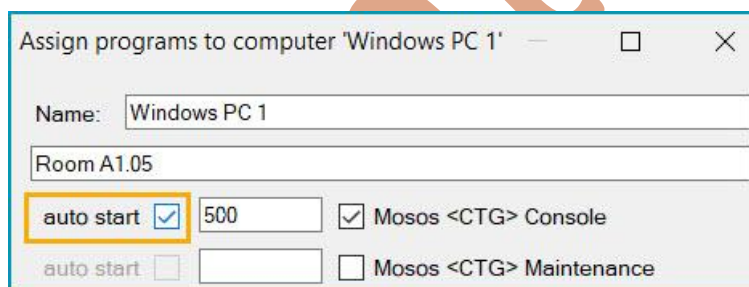 Assign programs to computer 'Windows PC 1'
Name: Windows PC 1
Room A1.05
auto start 500 Mosos <CTG> Console
auto start Mosos <CTG> Maintenance